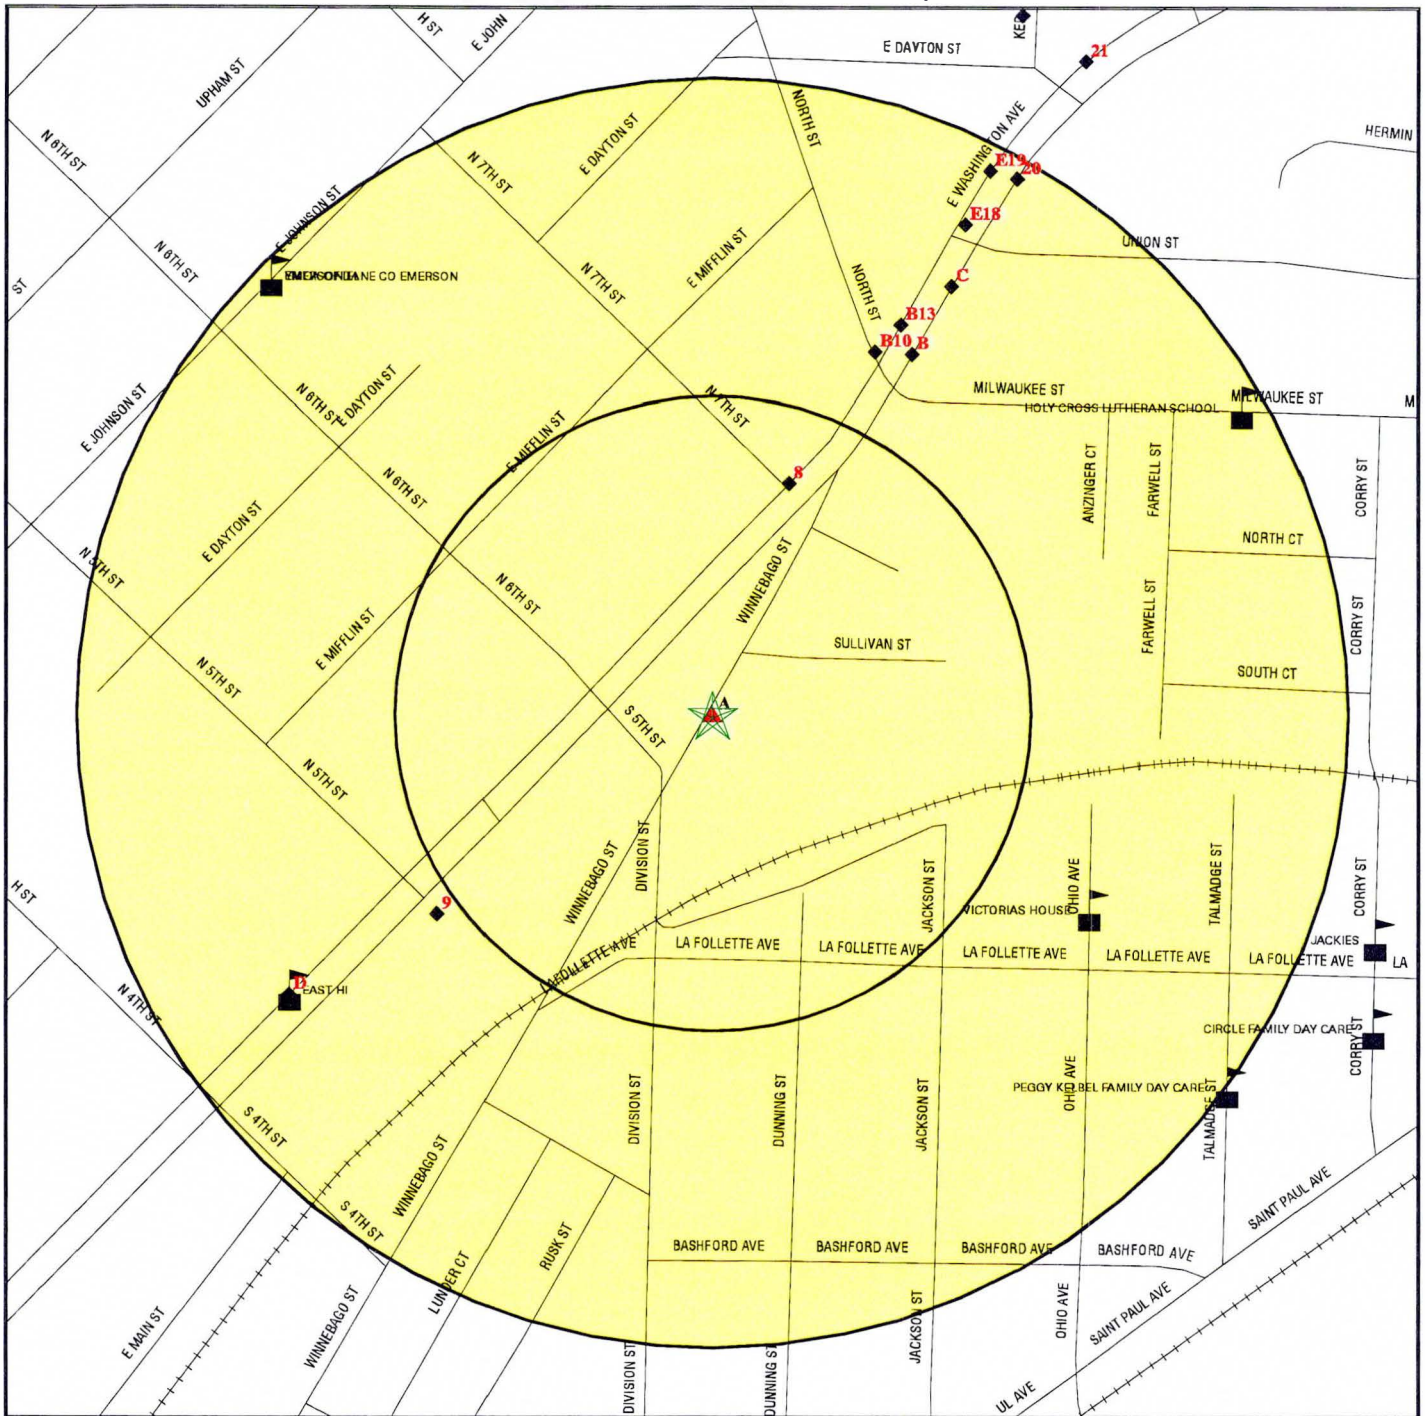 H ST
E JOHN
E DAYTON ST
21
UPHAM ST
NORTH ST
E WASHINGTON AVE
HERMIN
N 6TH ST
N 7TH ST
E DAYTON ST
E19
20
E JOHNSON ST
E18
UNION ST
N 6TH ST
N 7TH ST
E MIFFLIN ST
ST
NORTH ST
C
B13
B10
B
N 6TH ST
E DAYTON ST
N 7TH ST
MILWAUKEE ST
MILWAUKEE ST
M
HOLY CROSS LUTHERAN SCHOOL
E JOHNSON ST
E MIFFLIN ST
8
ANZINGER CT
FARWELL ST
CORRY ST
N 6TH ST
E DAYTON ST
NORTH CT
N 5TH ST
N 6TH ST
WINNEBAGO ST
FARWELL ST
CORRY ST
E MIFFLIN ST
SULLIVAN ST
SOUTH CT
N 5TH ST
A
S 5TH ST
N 5TH ST
DIVISION ST
WINNEBAGO ST
JACKSON ST
OHIO AVE
TALMADGE ST
CORRY ST
H ST
9
VICTORIAS HOUSE
LA FOLLETTE AVE
LA FOLLETTE AVE
LA FOLLETTE AVE
LA FOLLETTE AVE
LA FOLLETTE AVE
LA FOLLETTE AVE
LA
JACKIES
D
EAST HI
N 4TH ST
CIRCLE FAMILY DAY CARE
CORRY ST
PEGGY KELBEL FAMILY DAY CARE
S 4TH ST
DIVISION ST
DUNNING ST
JACKSON ST
OHIO AVE
TALMADGE ST
WINNEBAGO ST
S 4TH ST
SAINT PAUL AVE
RUSK ST
BASHFORD AVE
BASHFORD AVE
BASHFORD AVE
BASHFORD AVE
LUNDER CT
E MAIN ST
WINNEBAGO ST
JACKSON ST
OHIO AVE
SAINT PAUL AVE
DIVISION ST
DUNNING ST
UL AVE